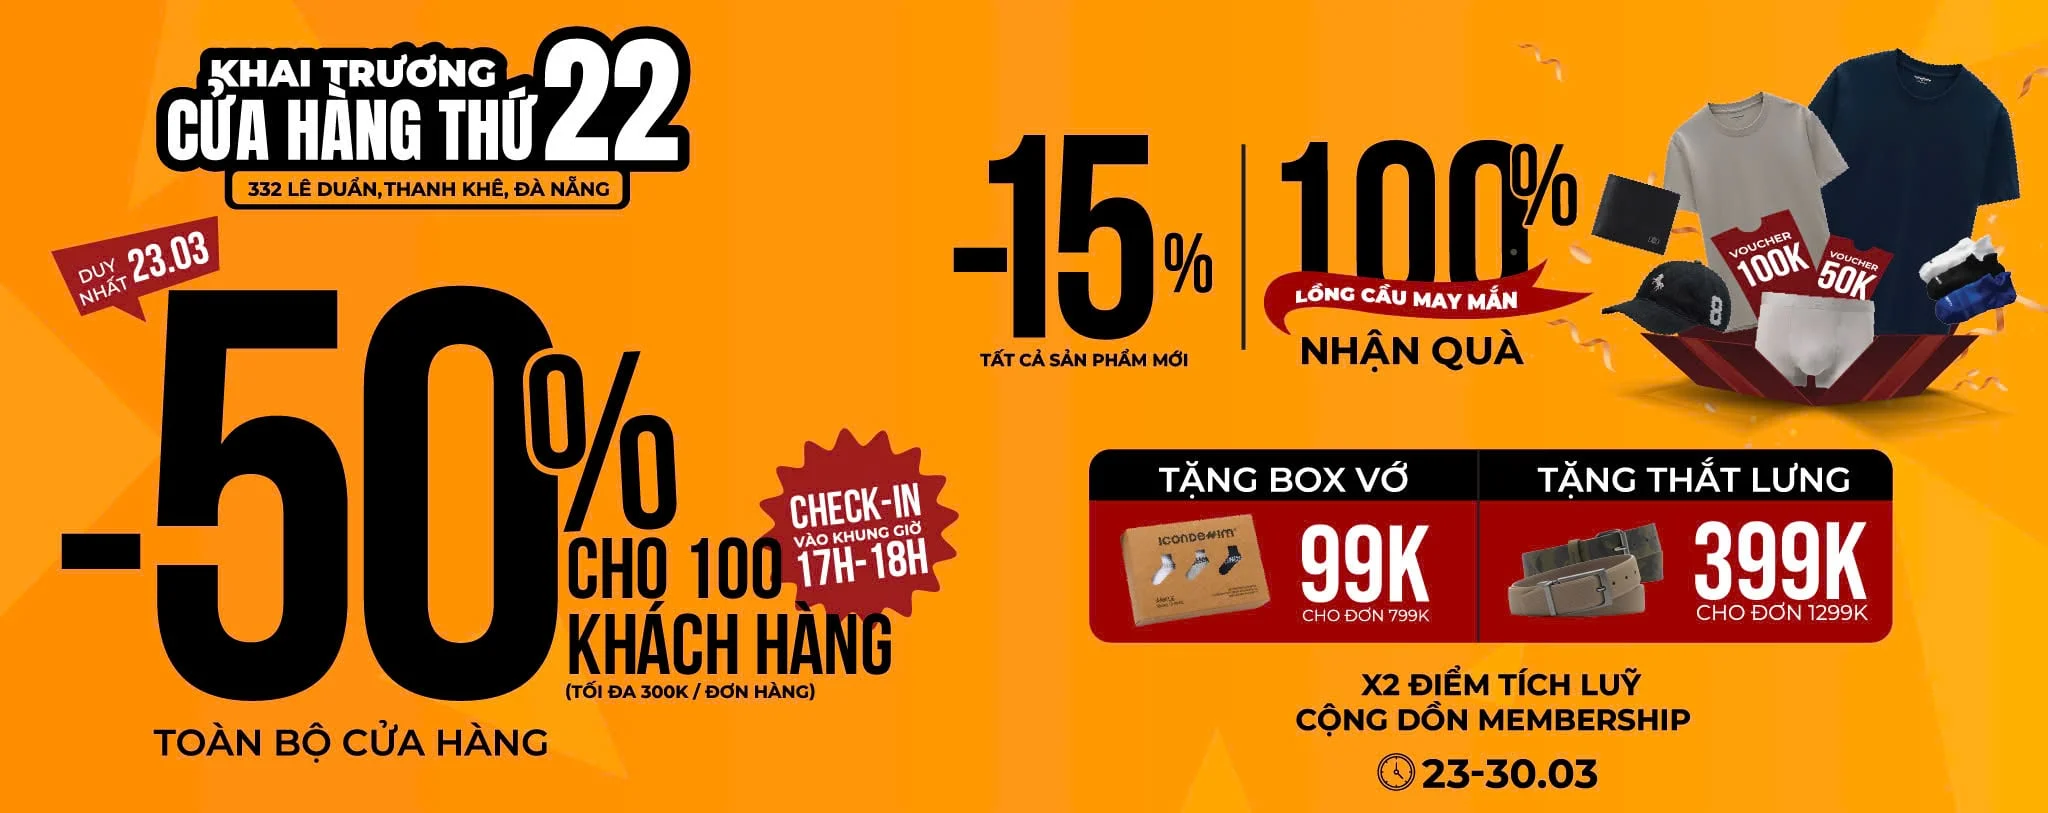 KHAI TRƯƠNG
CỬA HÀNG THỨ 22
332 LÊ DUẨN, THANH KHÊ, ĐÀ NẴNG
DUY NHẤT 23.03
-50%
CHO 100
KHÁCH HÀNG
(TỐI ĐA 300K / ĐƠN HÀNG)
TOÀN BỘ CỬA HÀNG
CHECK-IN
VÀO KHUNG GIỜ
17H-18H
-15%
TẤT CẢ SẢN PHẨM MỚI
100%
LỒNG CẦU MAY MẮN
NHẬN QUÀ
VOUCHER
100K
VOUCHER
50K
8
TẶNG BOX VỚ
ICONDENIM
99K
CHO ĐƠN 799K
TẶNG THẮT LƯNG
399K
CHO ĐƠN 1299K
X2 ĐIỂM TÍCH LUỸ
CỘNG DỒN MEMBERSHIP
23-30.03